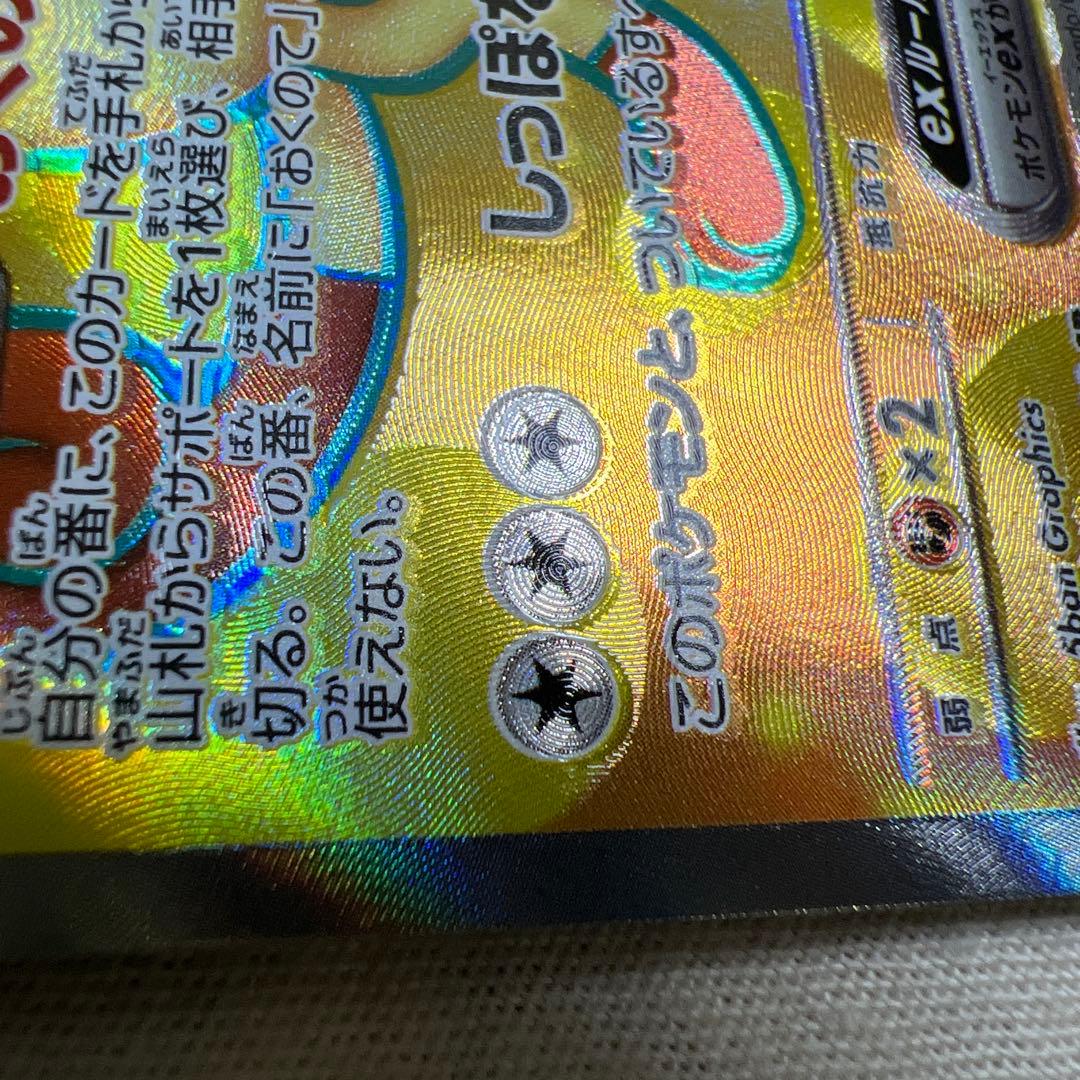 自分の番に、このカードを手札から
山札からサポートを1枚選び、相手
切る。この番、名前に「おくのて」
使えない。
しっぽ
このポケモンと、ついているす
弱点 ×2 抵抗力
exルール
ポケモンexが
Shan Graphics